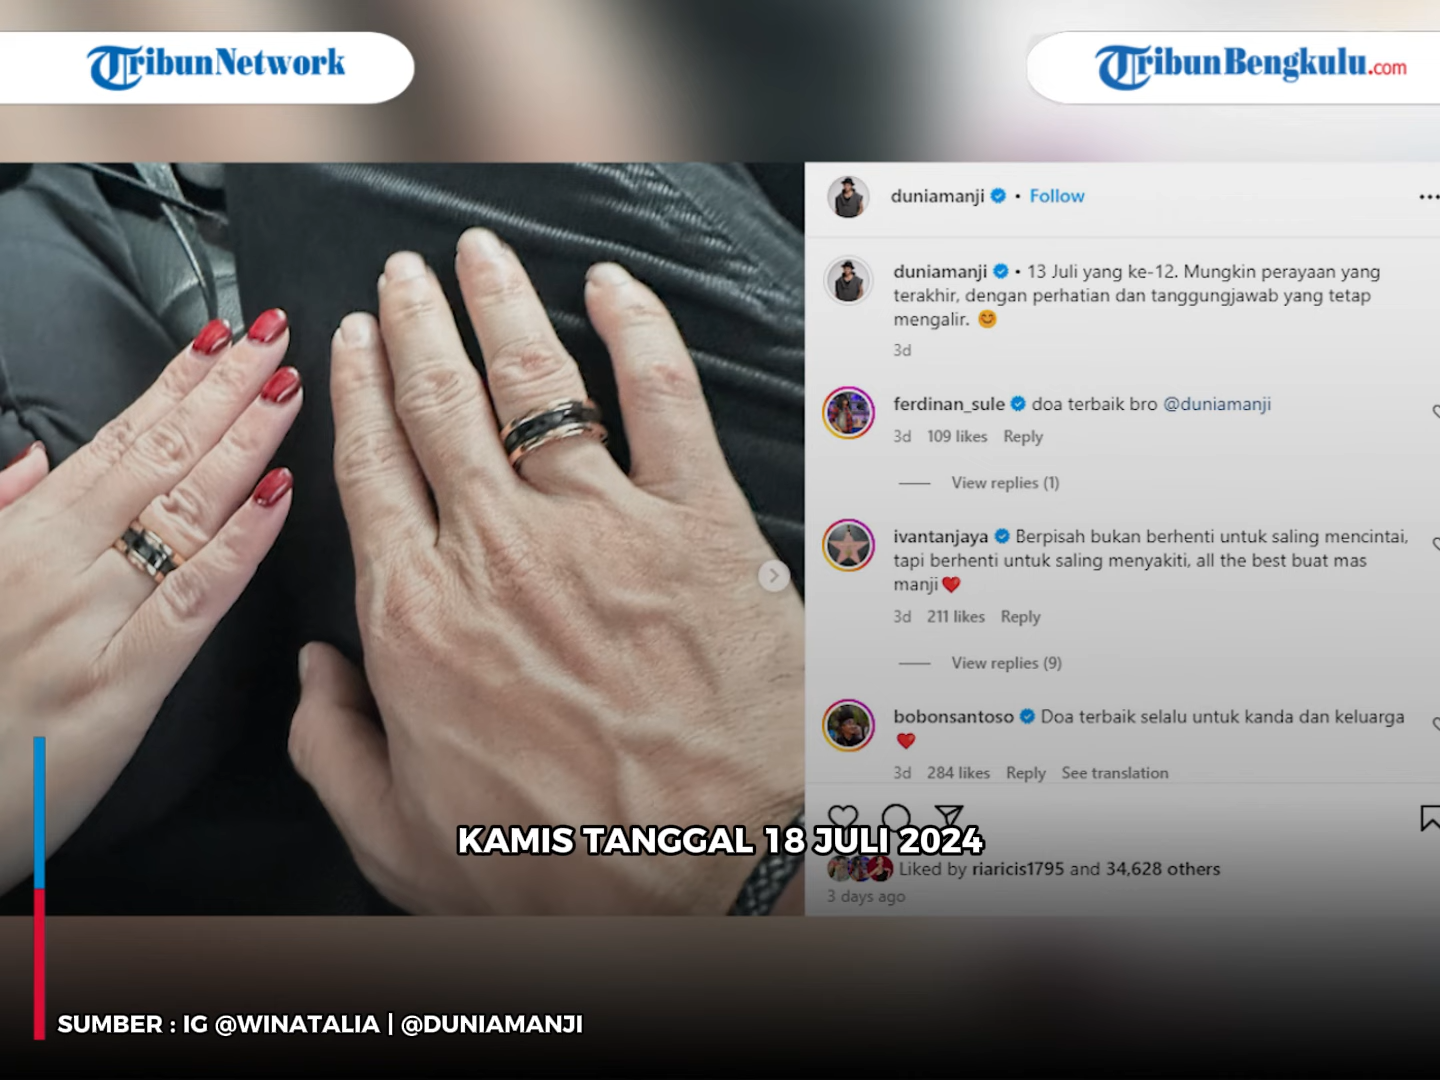 TribunNetwork
TribunBengkulu.com
duniamanji • Follow
duniamanji • 13 Juli yang ke-12. Mungkin perayaan yang
terakhir, dengan perhatian dan tanggungjawab yang tetap
mengalir. 😊
3d
ferdinan_sule doa terbaik bro @duniamanji
3d 109 likes Reply
View replies (1)
ivantanjaya Berpisah bukan berhenti untuk saling mencintai,
tapi berhenti untuk saling menyakiti, all the best buat mas
manji❤️
3d 211 likes Reply
View replies (9)
bobonsantoso Doa terbaik selalu untuk kanda dan keluarga
❤️
3d 284 likes Reply See translation
KAMIS TANGGAL 18 JULI 2024
Liked by riaricis1795 and 34,628 others
3 days ago
SUMBER : IG @WINATALIA | @DUNIAMANJI